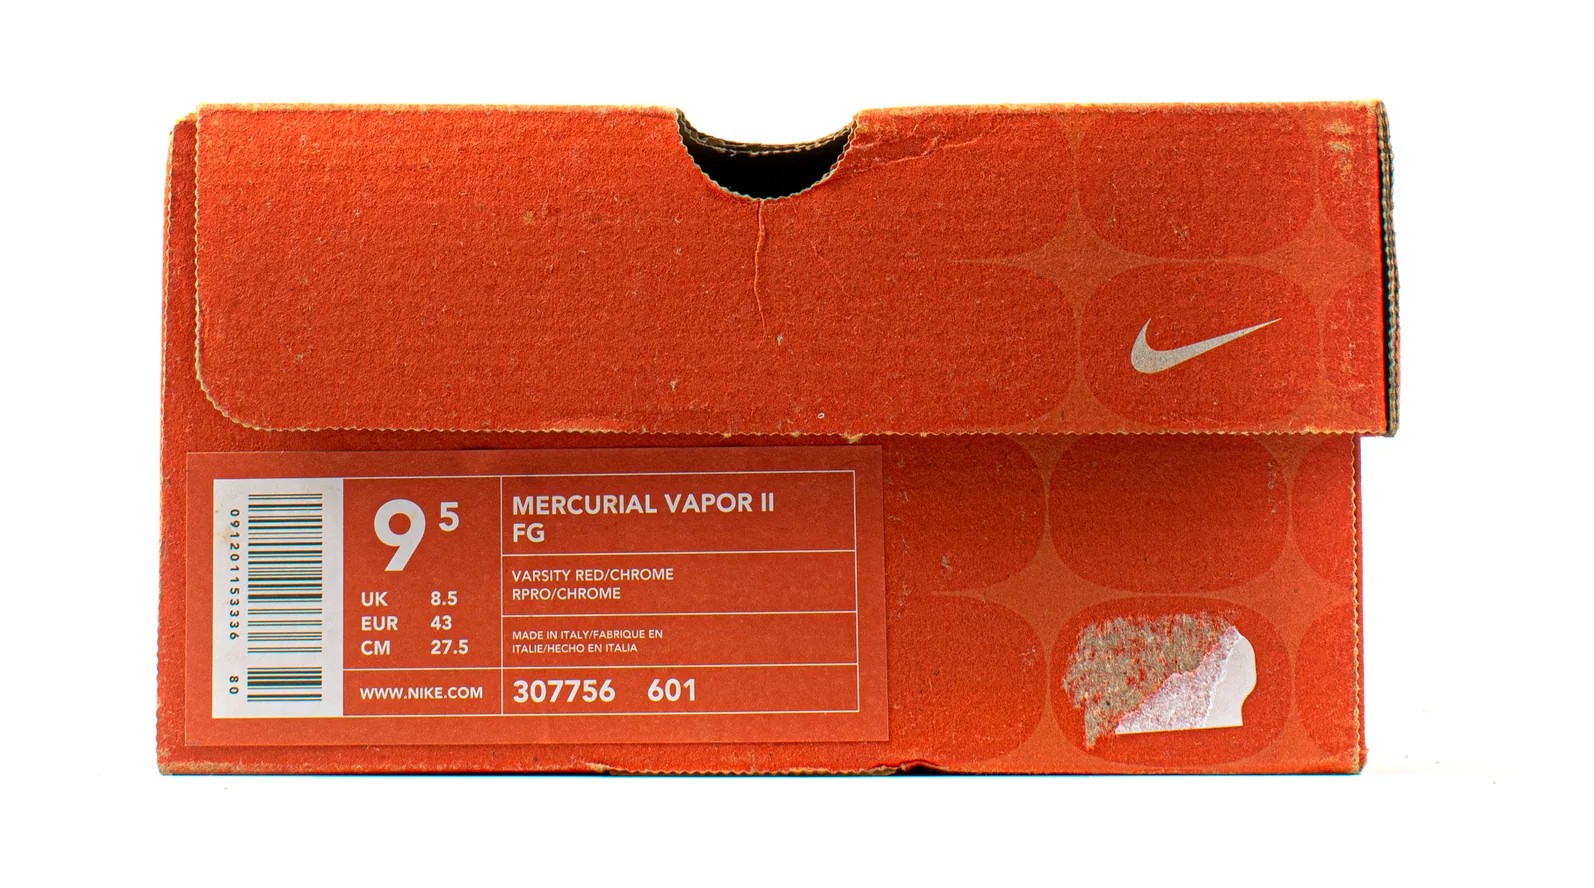 091201153336 80
9 5
UK 8.5
EUR 43
CM 27.5
WWW.NIKE.COM
MERCURIAL VAPOR II
FG
VARSITY RED/CHROME
RPRO/CHROME
MADE IN ITALY/FABRIQUE EN
ITALIE/HECHO EN ITALIA
307756 601